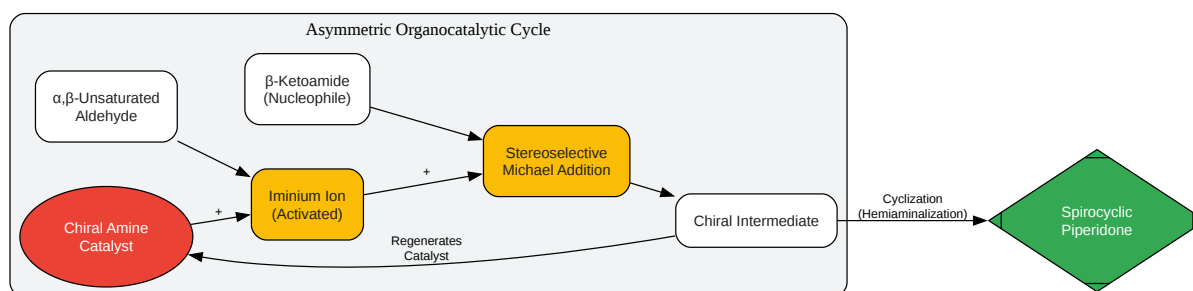 Asymmetric Organocatalytic Cycle
α,β-Unsaturated
Aldehyde
β-Ketoamide
(Nucleophile)
Stereoselective
Michael Addition
+
Iminium Ion
(Activated)
+
Chiral Amine
Catalyst
Chiral Intermediate
Regenerates
Catalyst
Cyclization
(Hemiaminalization)
Spirocyclic
Piperidone